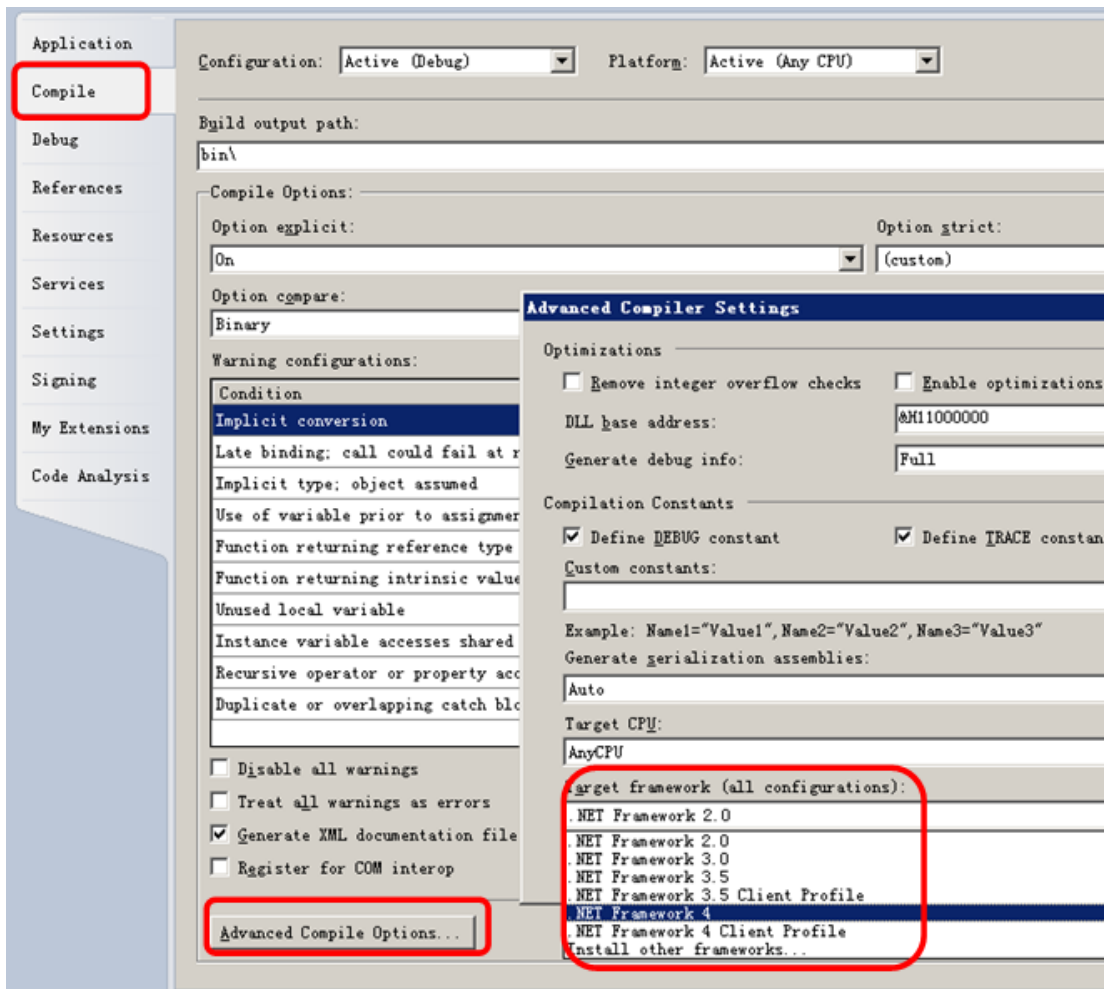 Application
Compile
Debug
References
Resources
Services
Settings
Signing
My Extensions
Code Analysis
Configuration: Active (Debug) Platform: Active (Any CPU)
Build output path:
bin\
Compile Options:
Option explicit: Option strict:
On (custom)
Option compare:
Binary
Warning configurations:
Condition
Implicit conversion
Late binding; call could fail at r
Implicit type; object assumed
Use of variable prior to assignmen
Function returning reference type
Function returning intrinsic value
Unused local variable
Instance variable accesses shared
Recursive operator or property acc
Duplicate or overlapping catch blo
Disable all warnings
Treat all warnings as errors
Generate XML documentation file
Register for COM interop
Advanced Compile Options...
Advanced Compiler Settings
Optimizations
Remove integer overflow checks Enable optimizations
DLL base address: &H11000000
Generate debug info: Full
Compilation Constants
Define DEBUG constant Define TRACE constan
Custom constants:
Example: Name1="Value1",Name2="Value2",Name3="Value3"
Generate serialization assemblies:
Auto
Target CPU:
AnyCPU
Target framework (all configurations):
.NET Framework 2.0
.NET Framework 2.0
.NET Framework 3.0
.NET Framework 3.5
.NET Framework 3.5 Client Profile
.NET Framework 4
.NET Framework 4 Client Profile
Install other frameworks...